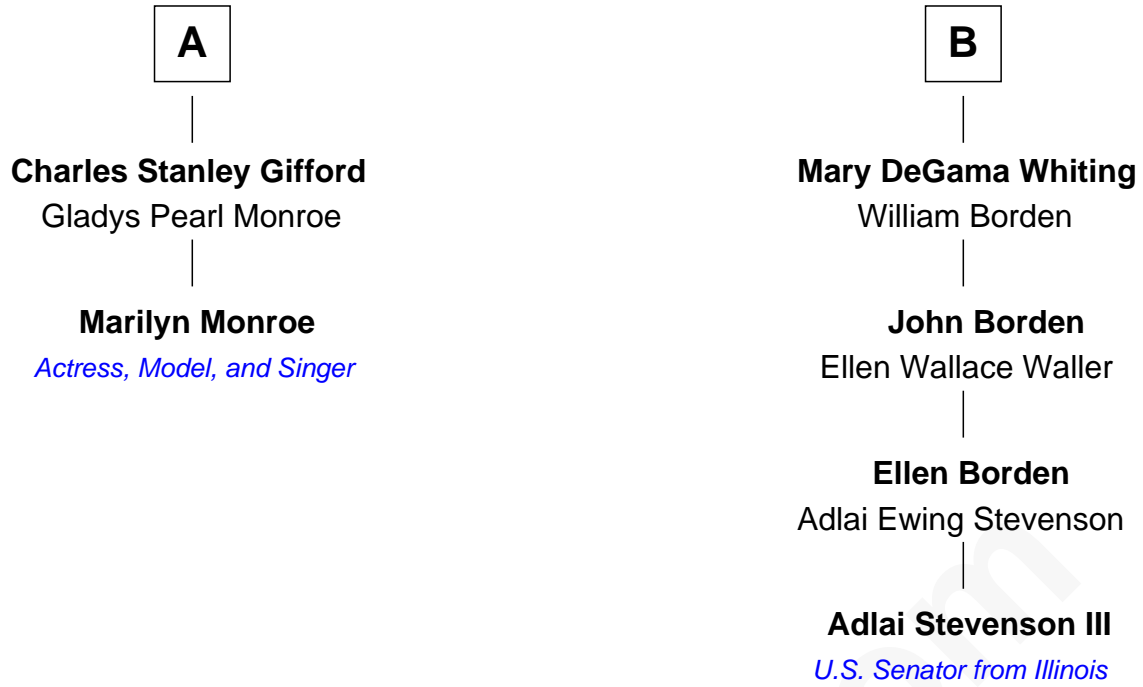 A
Charles Stanley Gifford
Gladys Pearl Monroe
Marilyn Monroe
Actress, Model, and Singer
B
Mary DeGama Whiting
William Borden
John Borden
Ellen Wallace Waller
Ellen Borden
Adlai Ewing Stevenson
Adlai Stevenson III
U.S. Senator from Illinois